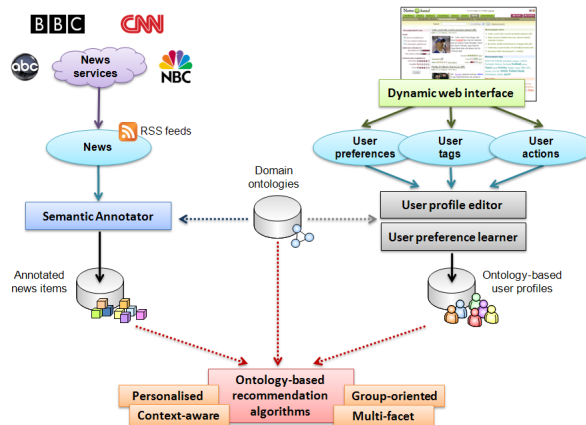 BBC
CNN
abc
News
services
NBC
RSS feeds
News
Semantic Annotator
Annotated
news items
Domain
ontologies
Dynamic web interface
User
preferences
User
tags
User
actions
User profile editor
User preference learner
Ontology-based
user profiles
Ontology-based
recommendation
algorithms
Personalised
Context-aware
Group-oriented
Multi-facet